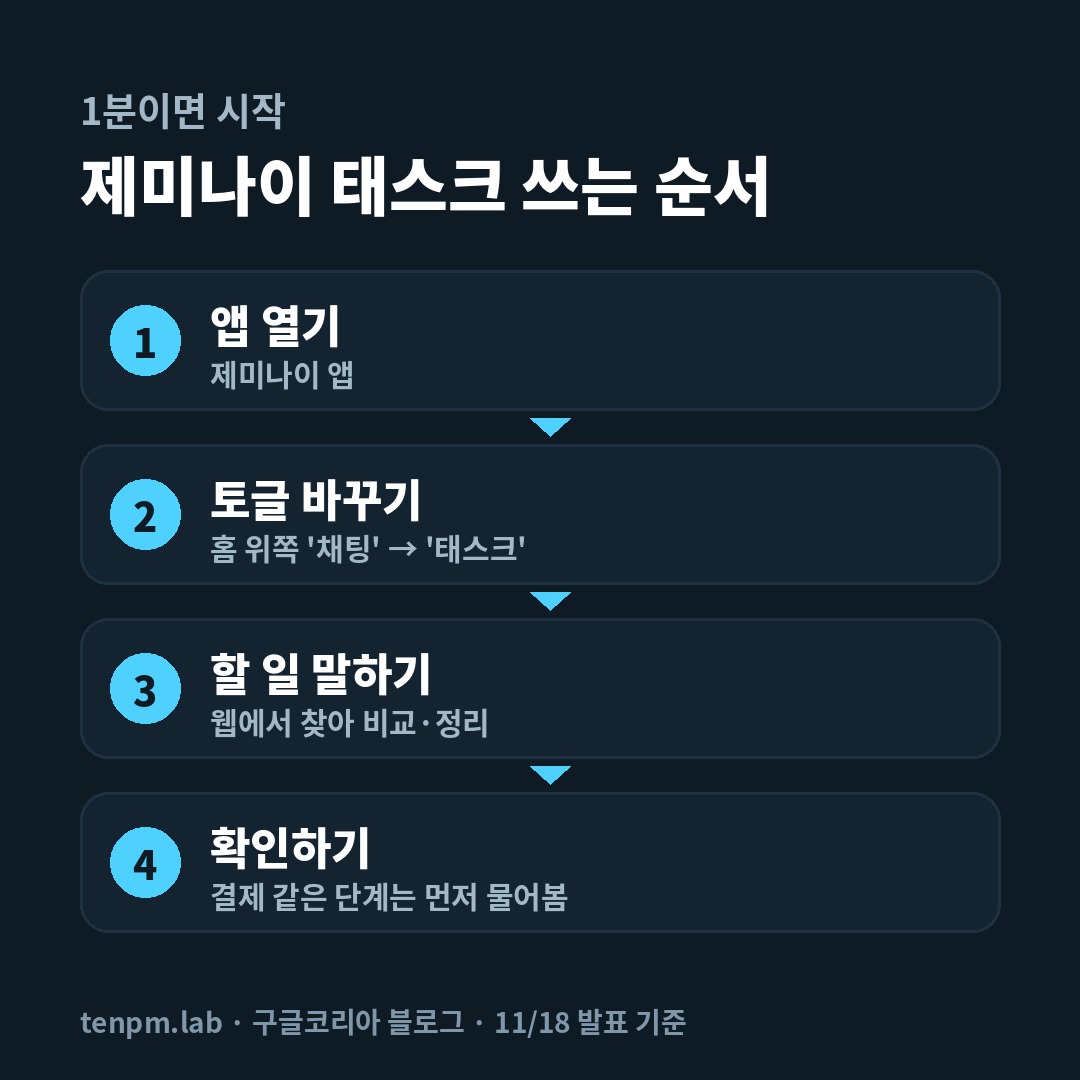 1분이면 시작
제미나이 태스크 쓰는 순서
1
앱 열기
제미나이 앱
2
토글 바꾸기
홈 위쪽 '채팅' → '태스크'
3
할 일 말하기
웹에서 찾아 비교·정리
4
확인하기
결제 같은 단계는 먼저 물어봄
tenpm.lab · 구글코리아 블로그 · 11/18 발표 기준